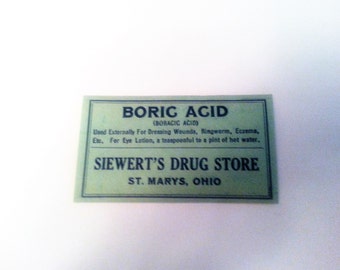 BORIC ACID
(BORACIC ACID)
Used Externally For Dressing Wounds, Ringworm, Eczema,
Etc. For Eye Lotion, a teaspoonful to a pint of hot water.
SIEWERT'S DRUG STORE
ST. MARYS, OHIO